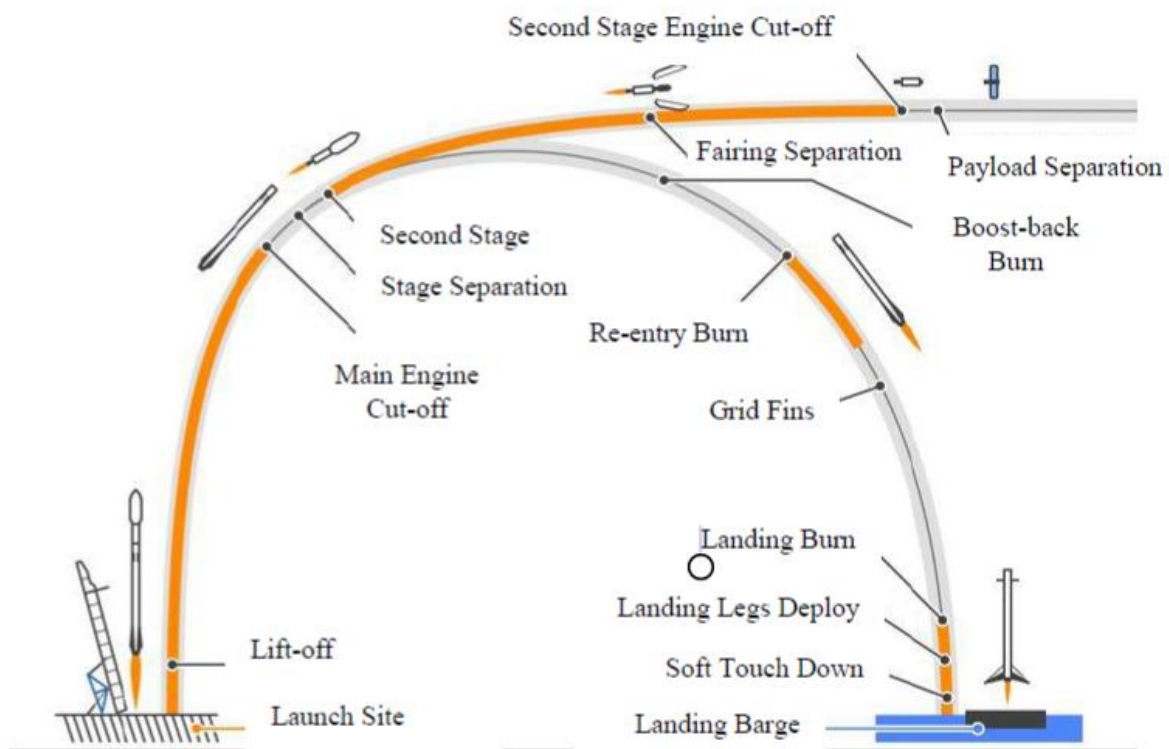 Second Stage Engine Cut-off
Fairing Separation
Payload Separation
Second Stage
Boost-back
Burn
Stage Separation
Re-entry Burn
Main Engine
Cut-off
Grid Fins
Landing Burn
Landing Legs Deploy
Lift-off
Soft Touch Down
Launch Site
Landing Barge